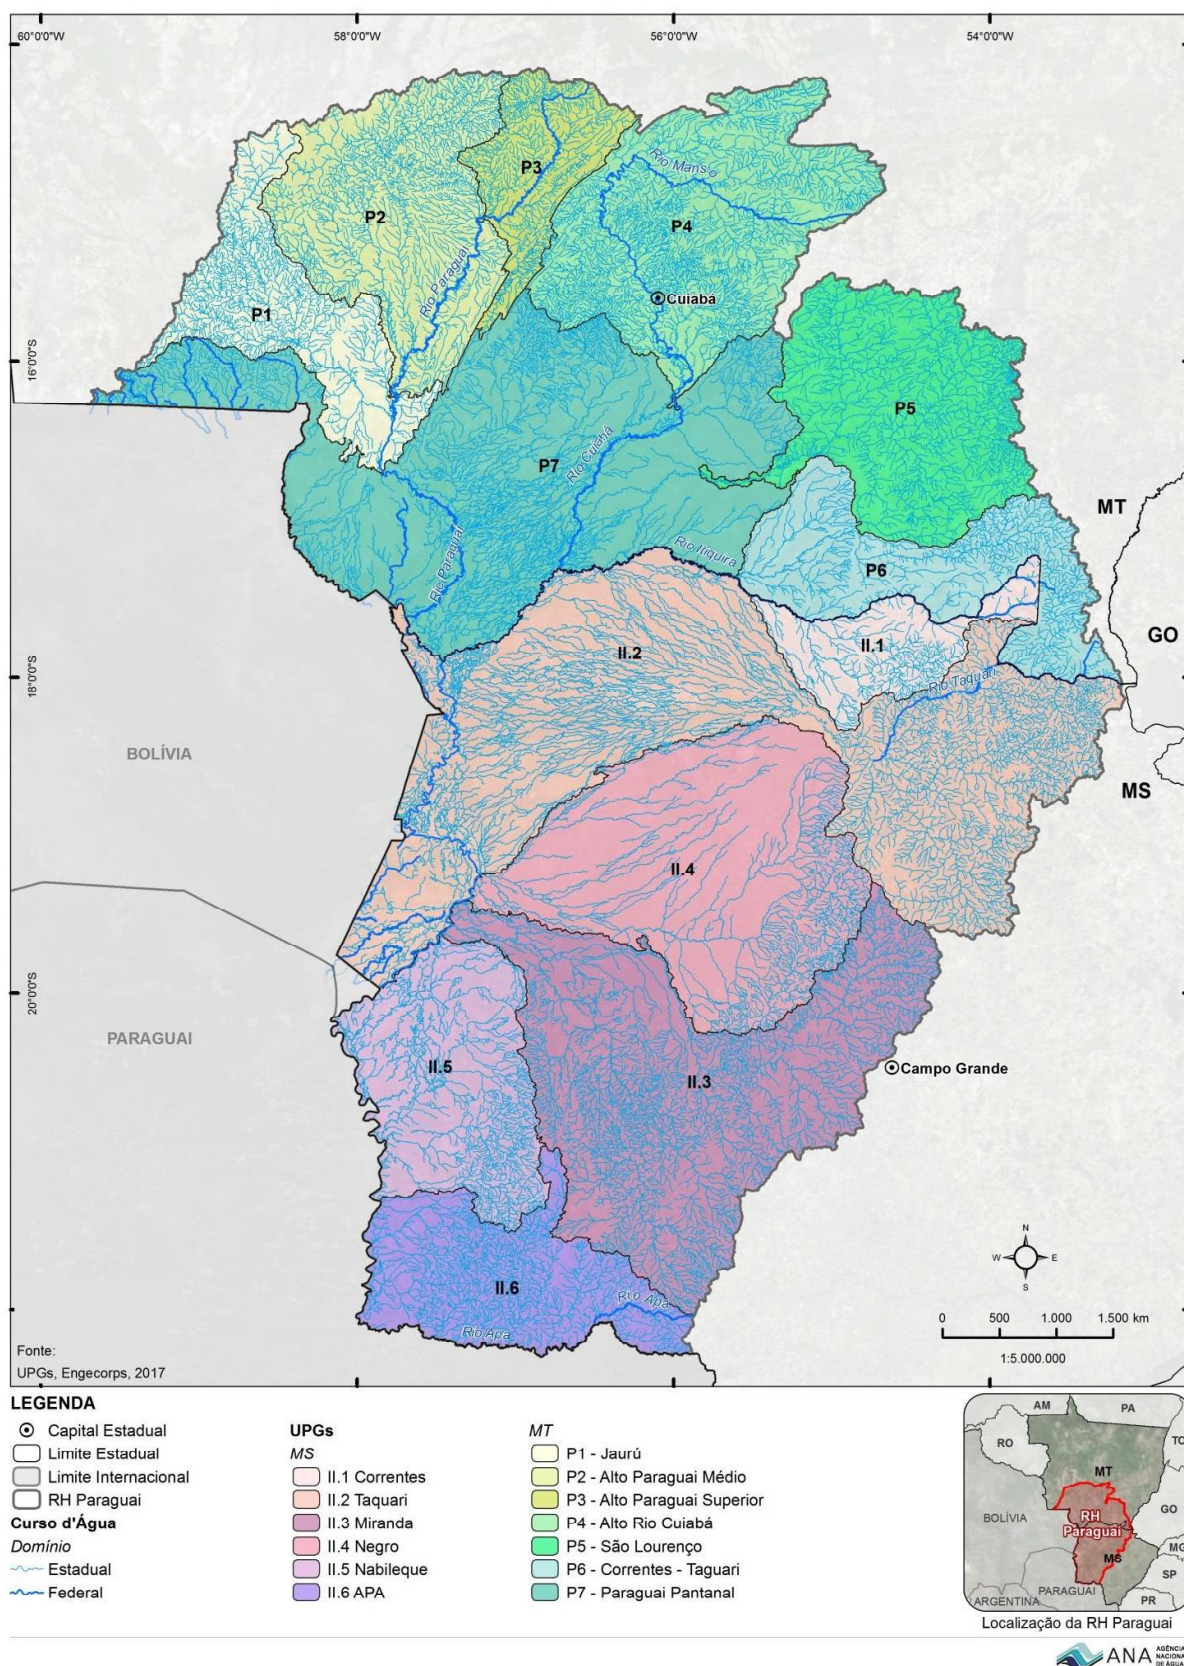 60°0'0"W
58°0'0"W
56°0'0"W
54°0'0"W
16°0'0"S
18°0'0"S
20°0'0"S
P3
Rio Manso
P2
P4
Rio Paraguai
Cuiabá
P1
P5
Rio Cuiabá
P7
MT
Rio Paraguai
Rio Itiquira
P6
GO
II.2
II.1
Rio Taquari
BOLÍVIA
MS
II.4
PARAGUAI
II.5
Campo Grande
II.3
N
W
E
S
II.6
Rio Apa
Rio Apa
0 500 1.000 1.500 km
1:5.000.000
Fonte:
UPGs, Engecorps, 2017
LEGENDA
Capital Estadual
Limite Estadual
Limite Internacional
RH Paraguai
Curso d'Água
Domínio
Estadual
Federal
UPGs
MS
II.1 Correntes
II.2 Taquari
II.3 Miranda
II.4 Negro
II.5 Nabileque
II.6 APA
MT
P1 - Jaurú
P2 - Alto Paraguai Médio
P3 - Alto Paraguai Superior
P4 - Alto Rio Cuiabá
P5 - São Lourenço
P6 - Correntes - Taguari
P7 - Paraguai Pantanal
AM
PA
RO
TO
MT
BOLÍVIA
RH
Paraguai
GO
MS
MG
SP
PARAGUAI
ARGENTINA
PR
Localização da RH Paraguai
ANA
AGÊNCIA
NACIONAL
DE ÁGUA